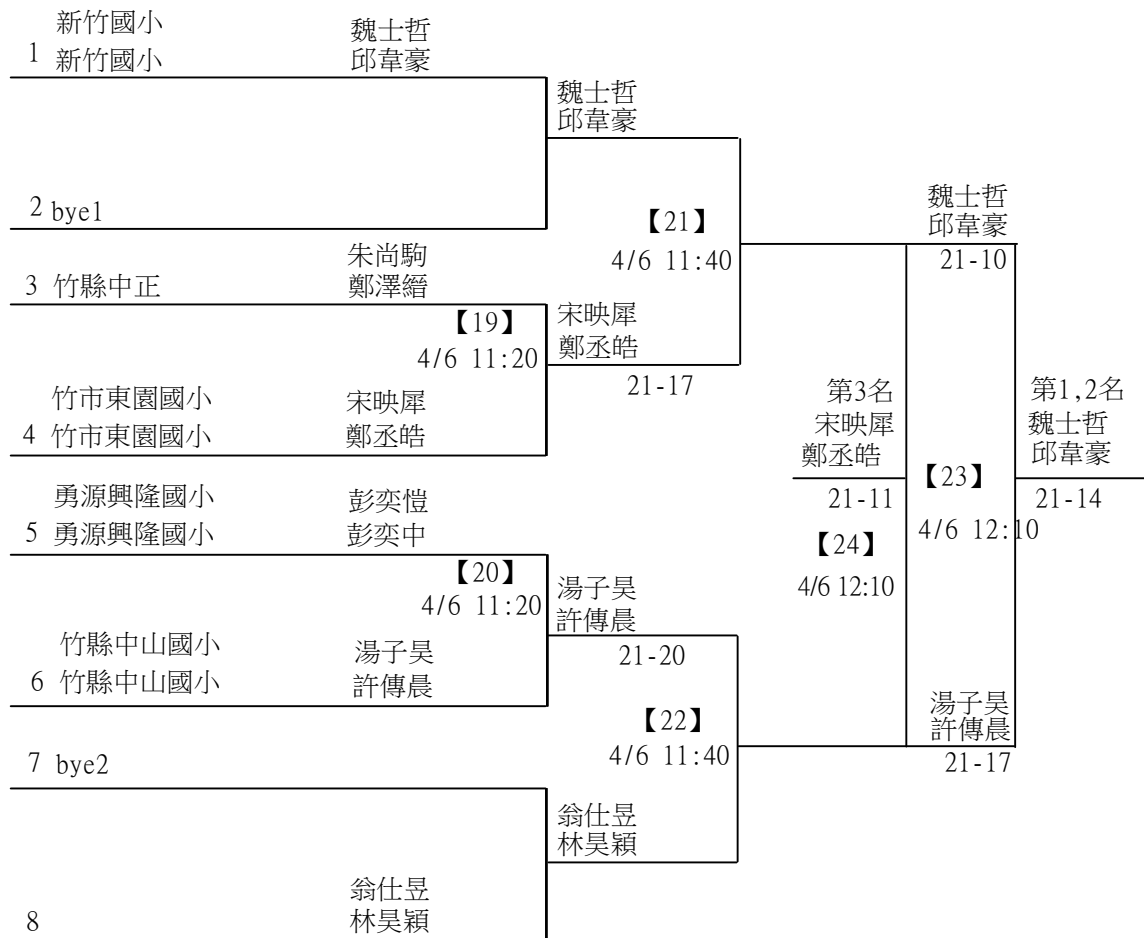 新竹國小
1 新竹國小
魏士哲
邱韋豪
魏士哲
邱韋豪
2 bye1
【21】
4/6 11:40
魏士哲
邱韋豪
21-10
3 竹縣中正
朱尚駒
鄭澤縉
【19】
4/6 11:20
宋映犀
鄭丞皓
21-17
竹市東園國小
4 竹市東園國小
宋映犀
鄭丞皓
第3名
宋映犀
鄭丞皓
21-11
【24】
4/6 12:10
【23】
4/6 12:10
第1,2名
魏士哲
邱韋豪
21-14
勇源興隆國小
5 勇源興隆國小
彭奕愷
彭奕中
【20】
4/6 11:20
湯子昊
許傳晨
21-20
竹縣中山國小
6 竹縣中山國小
湯子昊
許傳晨
【22】
4/6 11:40
湯子昊
許傳晨
21-17
7 bye2
翁仕昱
林昊穎
8
翁仕昱
林昊穎